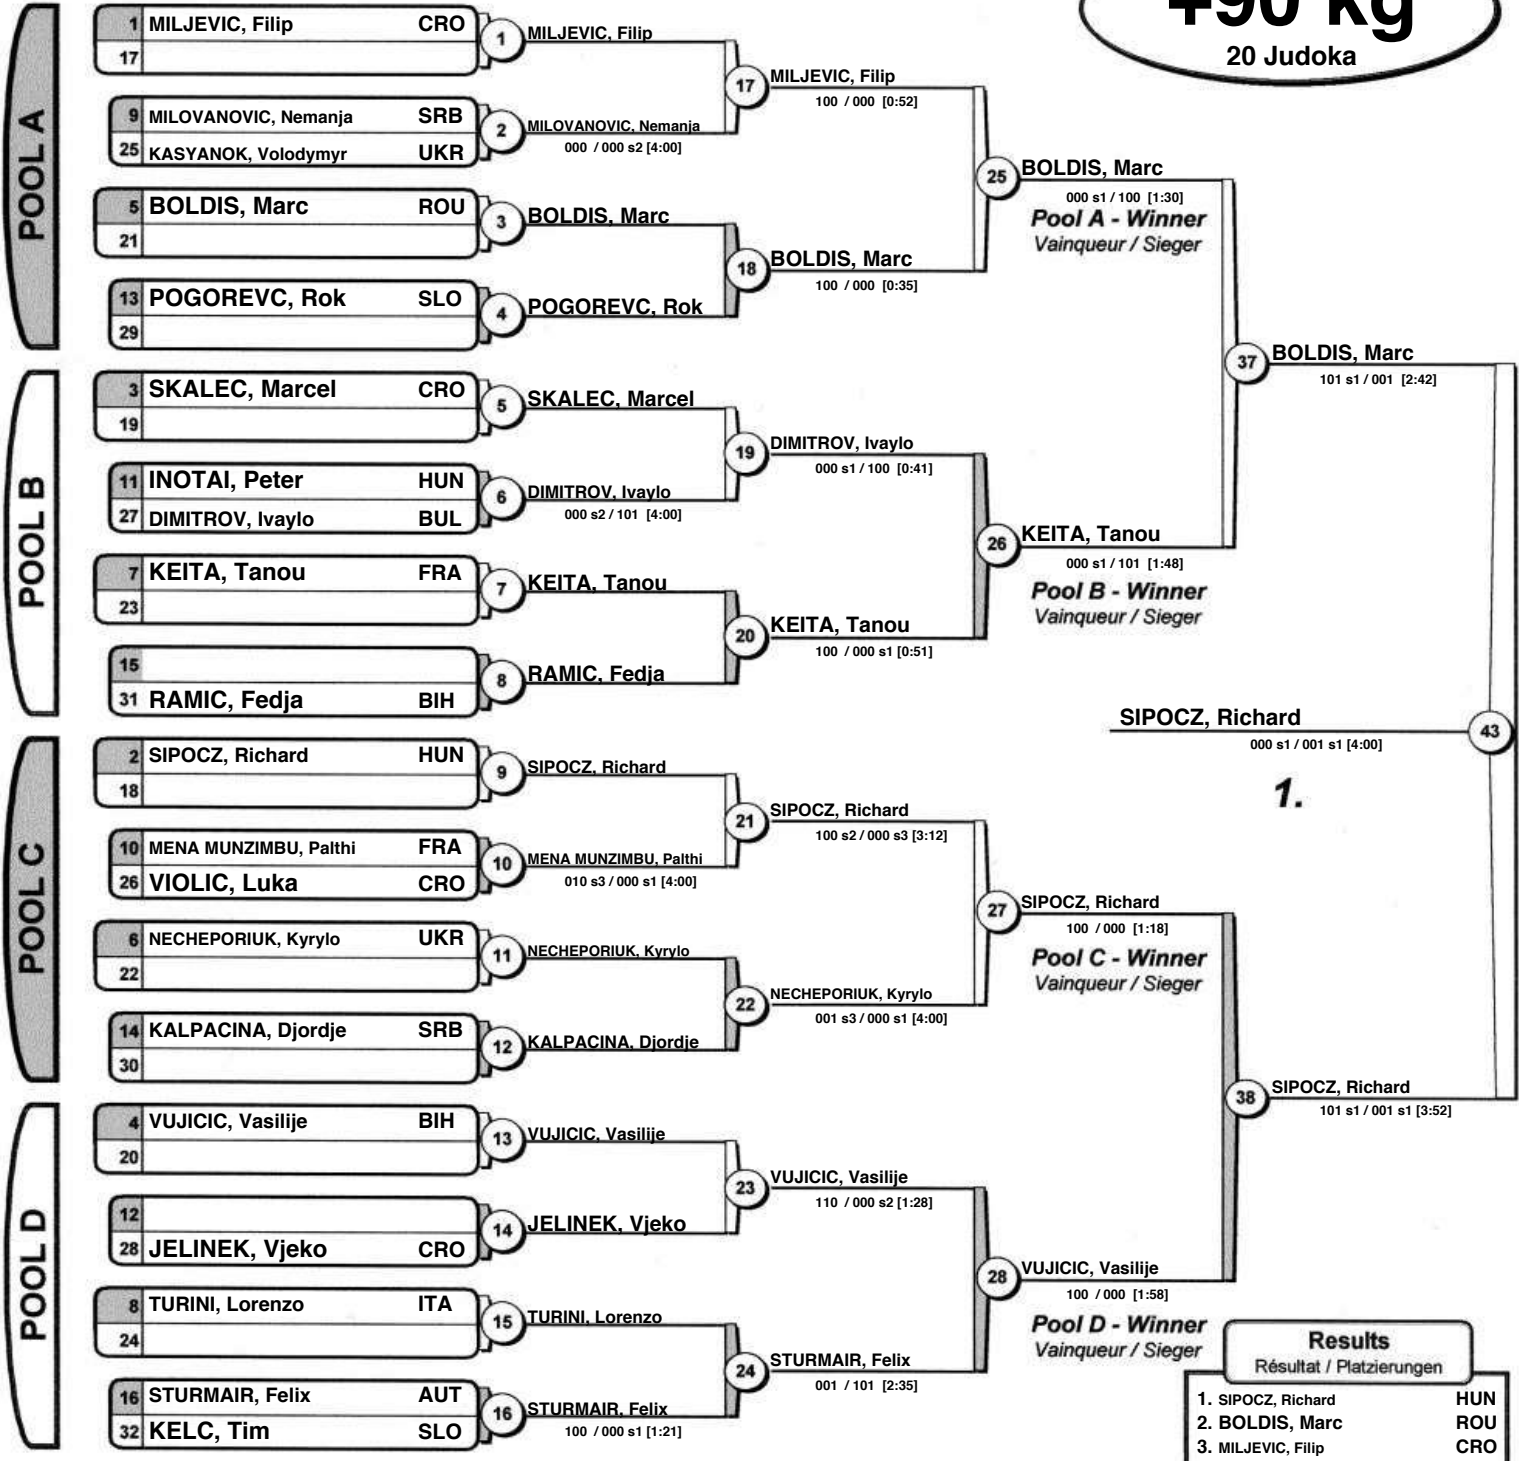 +90 kg
20 Judoka
POOL A
1 MILJEVIC, Filip CRO
17
1 MILJEVIC, Filip
9 MILOVANOVIC, Nemanja SRB
25 KASYANOK, Volodymyr UKR
2 MILOVANOVIC, Nemanja
000 / 000 s2 [4:00]
17 MILJEVIC, Filip
100 / 000 [0:52]
5 BOLDIS, Marc ROU
21
3 BOLDIS, Marc
13 POGOREVC, Rok SLO
29
4 POGOREVC, Rok
18 BOLDIS, Marc
100 / 000 [0:35]
25 BOLDIS, Marc
000 s1 / 100 [1:30]
Pool A - Winner
Vainqueur / Sieger
POOL B
3 SKALEC, Marcel CRO
19
5 SKALEC, Marcel
11 INOTAI, Peter HUN
27 DIMITROV, Ivaylo BUL
6 DIMITROV, Ivaylo
000 s2 / 101 [4:00]
19 DIMITROV, Ivaylo
000 s1 / 100 [0:41]
7 KEITA, Tanou FRA
23
7 KEITA, Tanou
15
31 RAMIC, Fedja BIH
8 RAMIC, Fedja
20 KEITA, Tanou
100 / 000 s1 [0:51]
26 KEITA, Tanou
000 s1 / 101 [1:48]
Pool B - Winner
Vainqueur / Sieger
37 BOLDIS, Marc
101 s1 / 001 [2:42]
POOL C
2 SIPOCZ, Richard HUN
18
9 SIPOCZ, Richard
10 MENA MUNZIMBU, Palthi FRA
26 VIOLIC, Luka CRO
10 MENA MUNZIMBU, Palthi
010 s3 / 000 s1 [4:00]
21 SIPOCZ, Richard
100 s2 / 000 s3 [3:12]
6 NECHEPORIUK, Kyrylo UKR
22
11 NECHEPORIUK, Kyrylo
14 KALPACINA, Djordje SRB
30
12 KALPACINA, Djordje
22 NECHEPORIUK, Kyrylo
001 s3 / 000 s1 [4:00]
27 SIPOCZ, Richard
100 / 000 [1:18]
Pool C - Winner
Vainqueur / Sieger
POOL D
4 VUJICIC, Vasilije BIH
20
13 VUJICIC, Vasilije
12
28 JELINEK, Vjeko CRO
14 JELINEK, Vjeko
23 VUJICIC, Vasilije
110 / 000 s2 [1:28]
8 TURINI, Lorenzo ITA
24
15 TURINI, Lorenzo
16 STURMAIR, Felix AUT
32 KELC, Tim SLO
16 STURMAIR, Felix
100 / 000 s1 [1:21]
24 STURMAIR, Felix
001 / 101 [2:35]
28 VUJICIC, Vasilije
100 / 000 [1:58]
Pool D - Winner
Vainqueur / Sieger
38 SIPOCZ, Richard
101 s1 / 001 s1 [3:52]
SIPOCZ, Richard 43
000 s1 / 001 s1 [4:00]
1.
Results
Résultat / Platzierungen
1. SIPOCZ, Richard HUN
2. BOLDIS, Marc ROU
3. MILJEVIC, Filip CRO